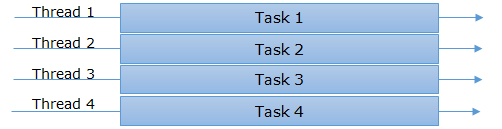 Thread 1 Task 1
Thread 2 Task 2
Thread 3 Task 3
Thread 4 Task 4